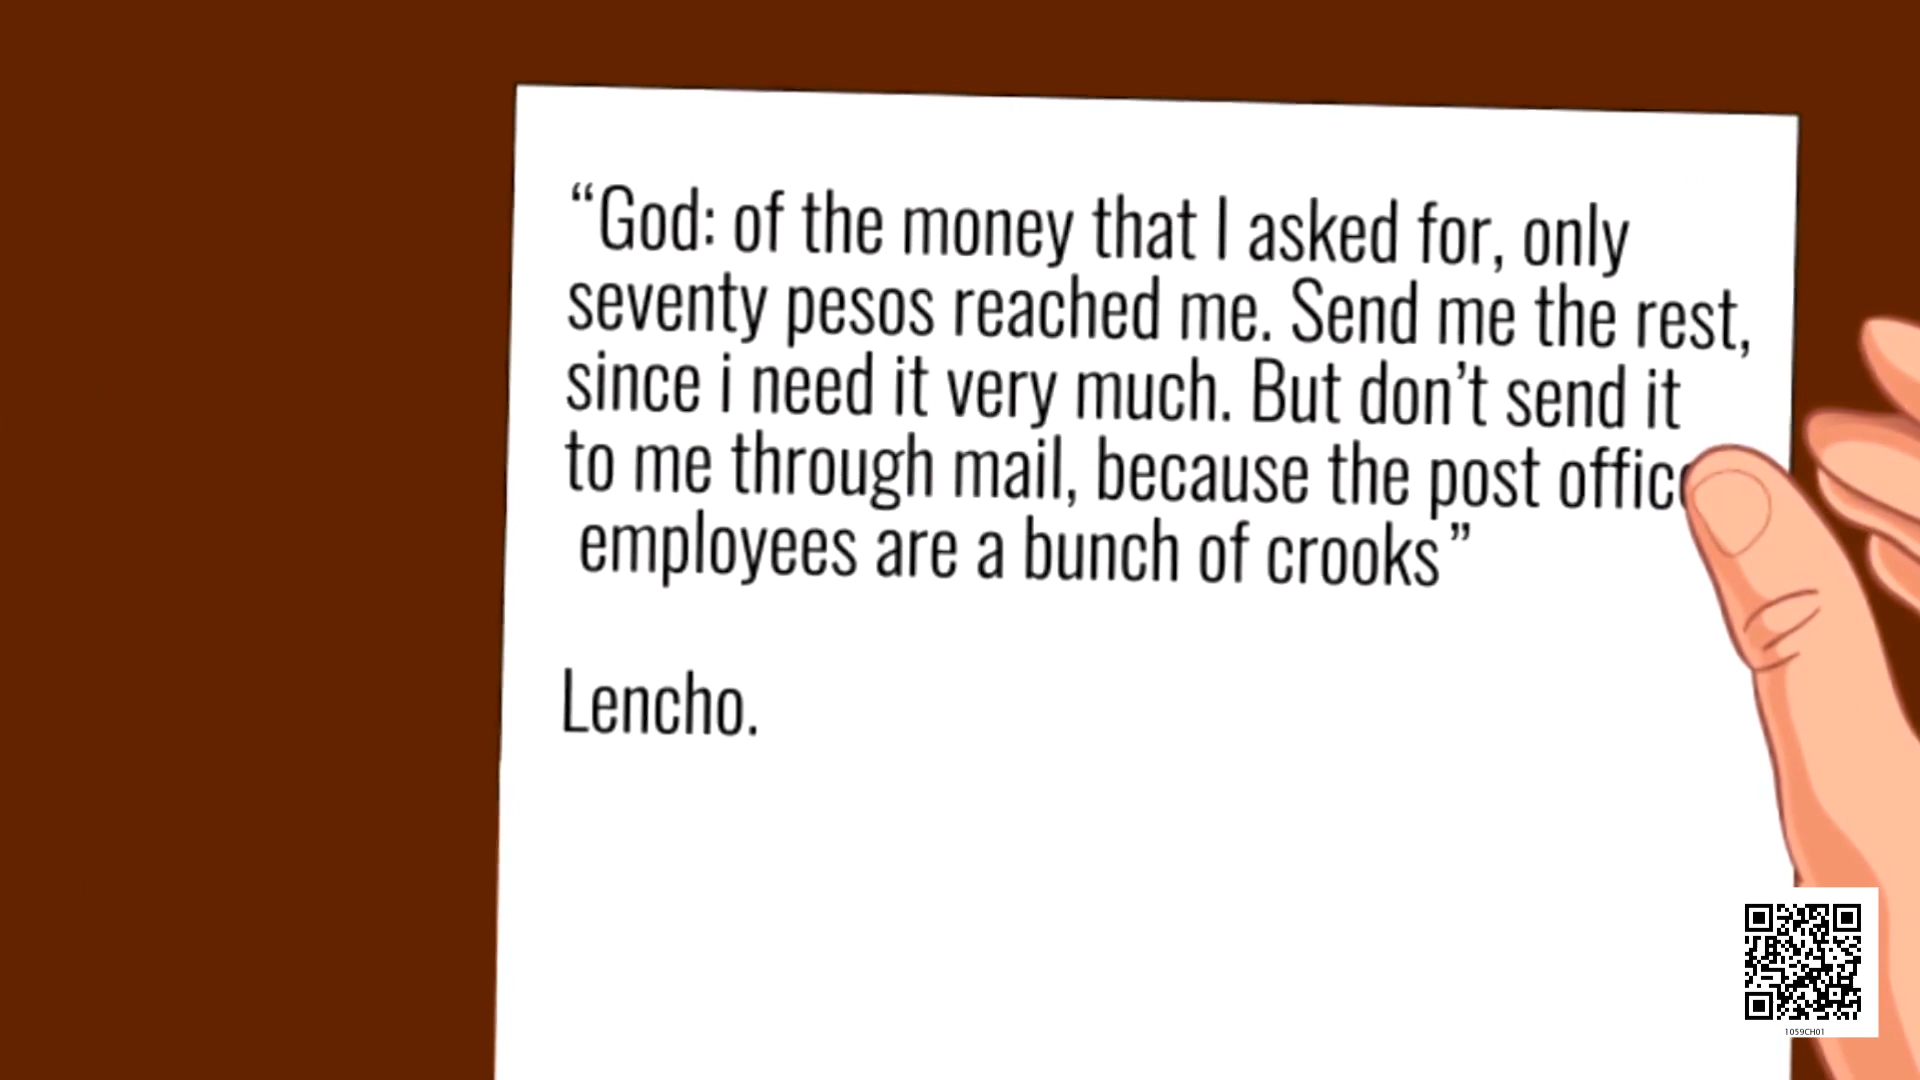 “God: of the money that I asked for, only
seventy pesos reached me. Send me the rest,
since i need it very much. But don’t send it
to me through mail, because the post office
employees are a bunch of crooks”
Lencho.
1059CH01